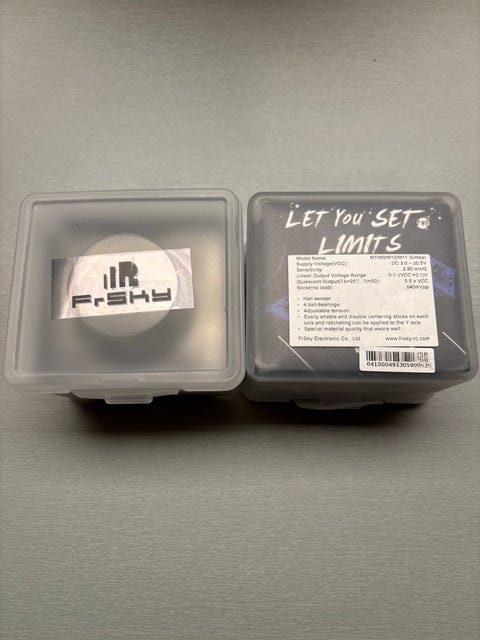 FrSKY
LET YOU SET THE
LIMITS
Model Name: M7/M9/M10/M11 Gimbal
Supply Voltage(VCC): DC 3.0 ~ ±0.5V
Sensitivity: 2.50 mV/G
Linear Output Voltage Range: 0.1~(VCC ×0.1)V
Quiescent Output(TA=25℃, B=0G): 0.5 x VCC
Noise(no load): 540mVpp
• Hall sensor
• 4 ball-bearings
• Adjustable tension
• Easily enable and disable centering sticks on each
axis and ratcheting can be applied to the Y axis
• Special material quality that wears well
FrSky Electronic Co., Ltd. www.frsky-rc.com